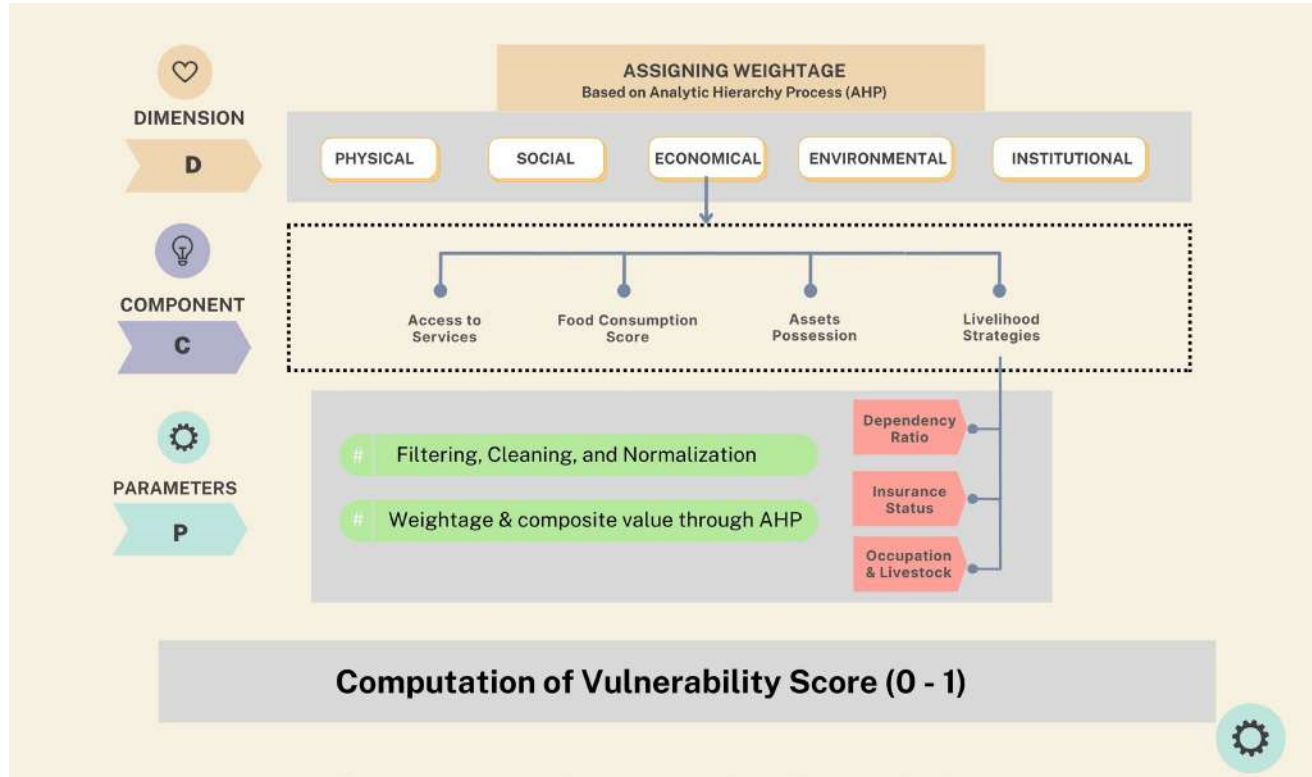 ASSIGNING WEIGHTAGE
Based on Analytic Hierarchy Process (AHP)
DIMENSION
D
PHYSICAL
SOCIAL
ECONOMICAL
ENVIRONMENTAL
INSTITUTIONAL
COMPONENT
C
Access to
Services
Food Consumption
Score
Assets
Possession
Livelihood
Strategies
PARAMETERS
P
# Filtering, Cleaning, and Normalization
# Weightage & composite value through AHP
Dependency
Ratio
Insurance
Status
Occupation
& Livestock
Computation of Vulnerability Score (0 - 1)